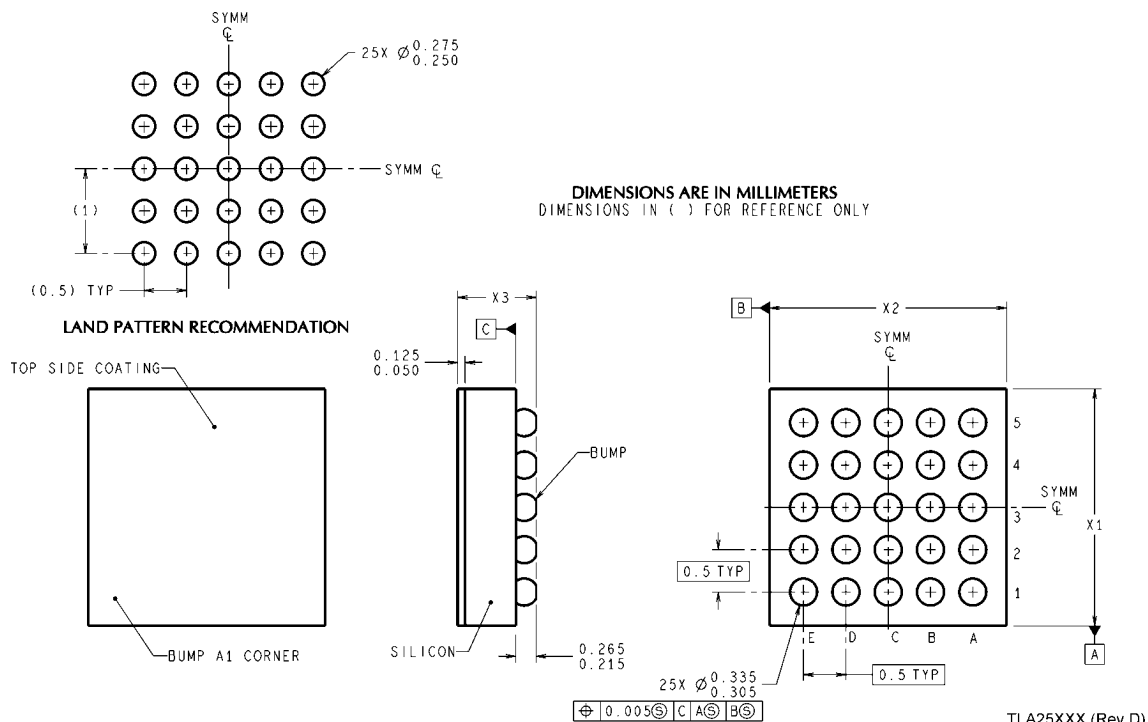 SYMM
℄
25X Ø 0.275
0.250
SYMM ℄
(1)
(0.5) TYP
LAND PATTERN RECOMMENDATION
DIMENSIONS ARE IN MILLIMETERS
DIMENSIONS IN ( ) FOR REFERENCE ONLY
TOP SIDE COATING
BUMP A1 CORNER
X3
C
0.125
0.050
BUMP
SILICON
0.265
0.215
B
X2
SYMM
℄
5
4
3
2
1
SYMM
℄
X1
0.5 TYP
E D C B A
A
0.5 TYP
25X Ø 0.335
0.305
⌖ 0.005Ⓢ C AⓈ BⓈ
TLA25XXX (Rev D)